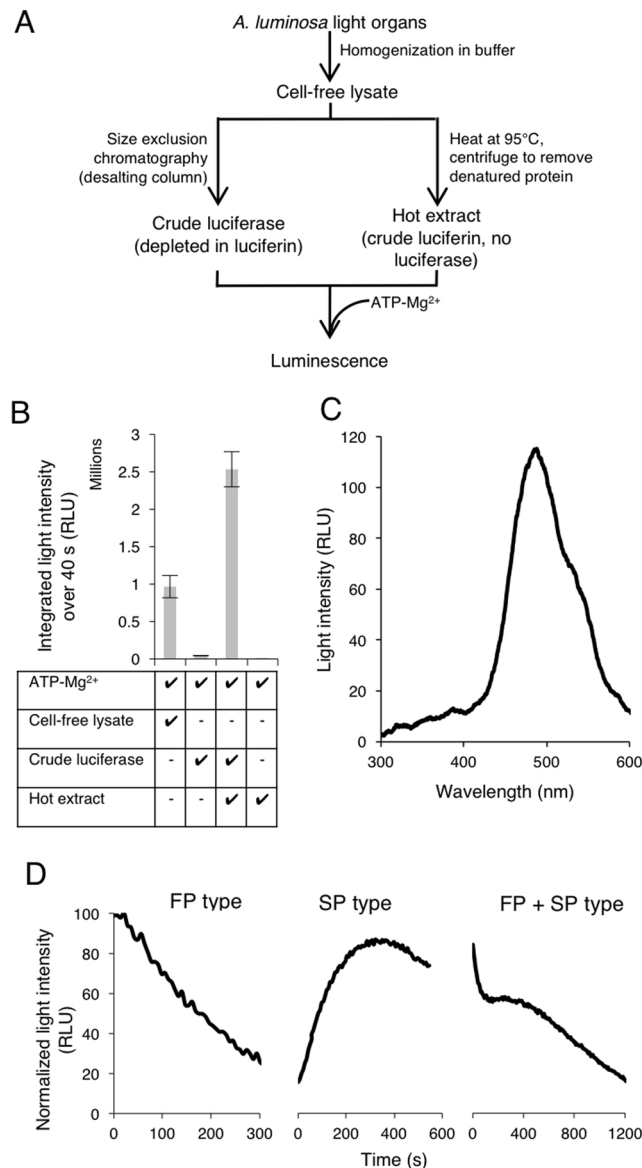 A
A. luminosa light organs
Homogenization in buffer
Cell-free lysate
Size exclusion
chromatography
(desalting column)
Heat at 95°C,
centrifuge to remove
denatured protein
Crude luciferase
(depleted in luciferin)
Hot extract
(crude luciferin, no
luciferase)
ATP-Mg²⁺
Luminescence
B
Integrated light intensity
over 40 s (RLU)
Millions
3
2.5
2
1.5
1
0.5
0
ATP-Mg²⁺ ✔ ✔ ✔ ✔
Cell-free lysate ✔ - - -
Crude luciferase - ✔ ✔ -
Hot extract - - ✔ ✔
C
Light intensity (RLU)
120
100
80
60
40
20
0
300 400 500 600
Wavelength (nm)
D
FP type SP type FP + SP type
Normalized light intensity
(RLU)
100
80
60
40
20
0
0 100 200 300 0 200 400 600 0 400 800 1200
Time (s)